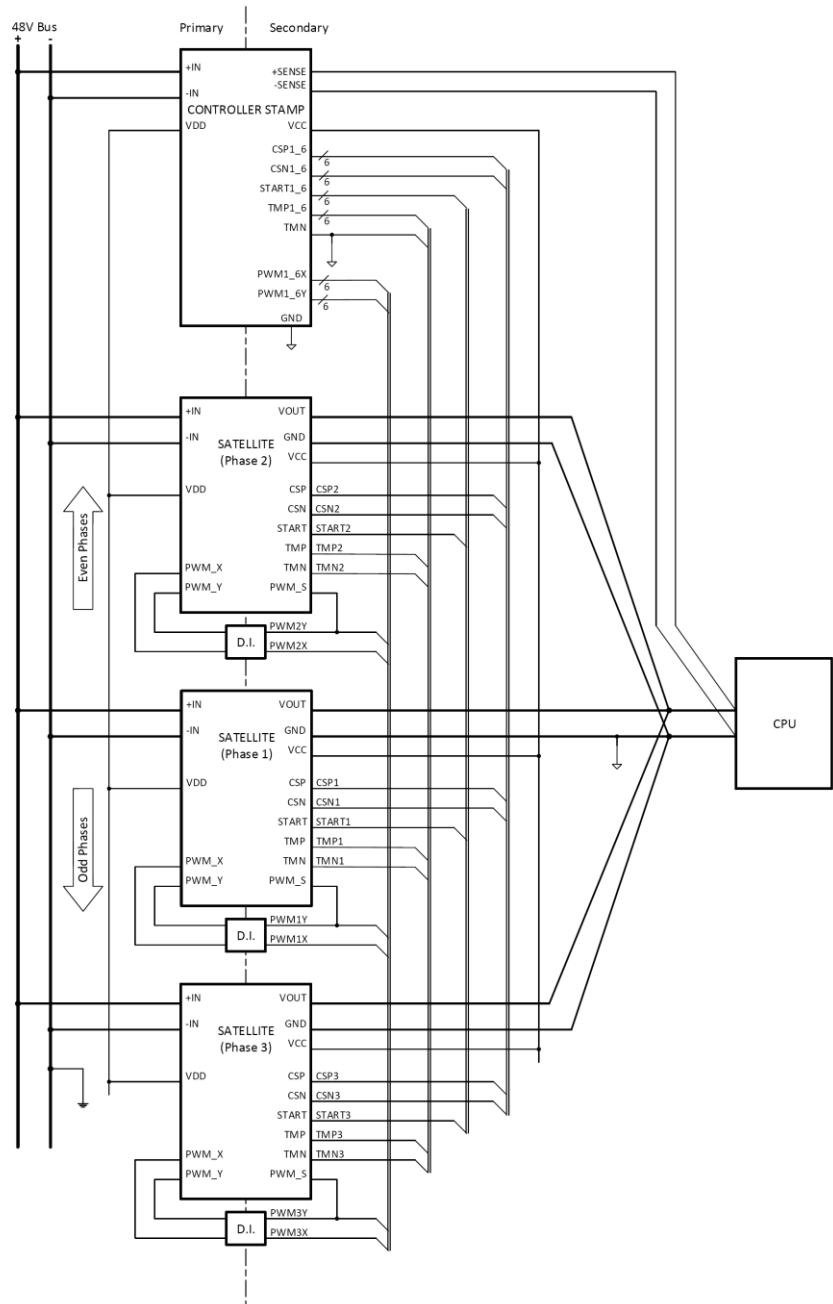 48V Bus
+ -
Primary Secondary
+IN
-IN
CONTROLLER STAMP
VDD
+SENSE
-SENSE
VCC
CSP1_6
6
CSN1_6
6
START1_6
6
TMP1_6
6
TMN
PWM1_6X
6
PWM1_6Y
6
GND
+IN VOUT
-IN GND
SATELLITE
(Phase 2)
VCC
VDD CSP CSP2
CSN CSN2
START START2
TMP TMP2
PWM_X TMN TMN2
PWM_Y PWM_S
D.I. PWM2Y
PWM2X
Even Phases
+IN VOUT
-IN GND
SATELLITE
(Phase 1)
VCC
CPU
VDD CSP CSP1
CSN CSN1
START START1
TMP TMP1
PWM_X TMN TMN1
PWM_Y PWM_S
D.I. PWM1Y
PWM1X
Odd Phases
+IN VOUT
-IN GND
SATELLITE
(Phase 3)
VCC
VDD CSP CSP3
CSN CSN3
START START3
TMP TMP3
PWM_X TMN TMN3
PWM_Y PWM_S
D.I. PWM3Y
PWM3X